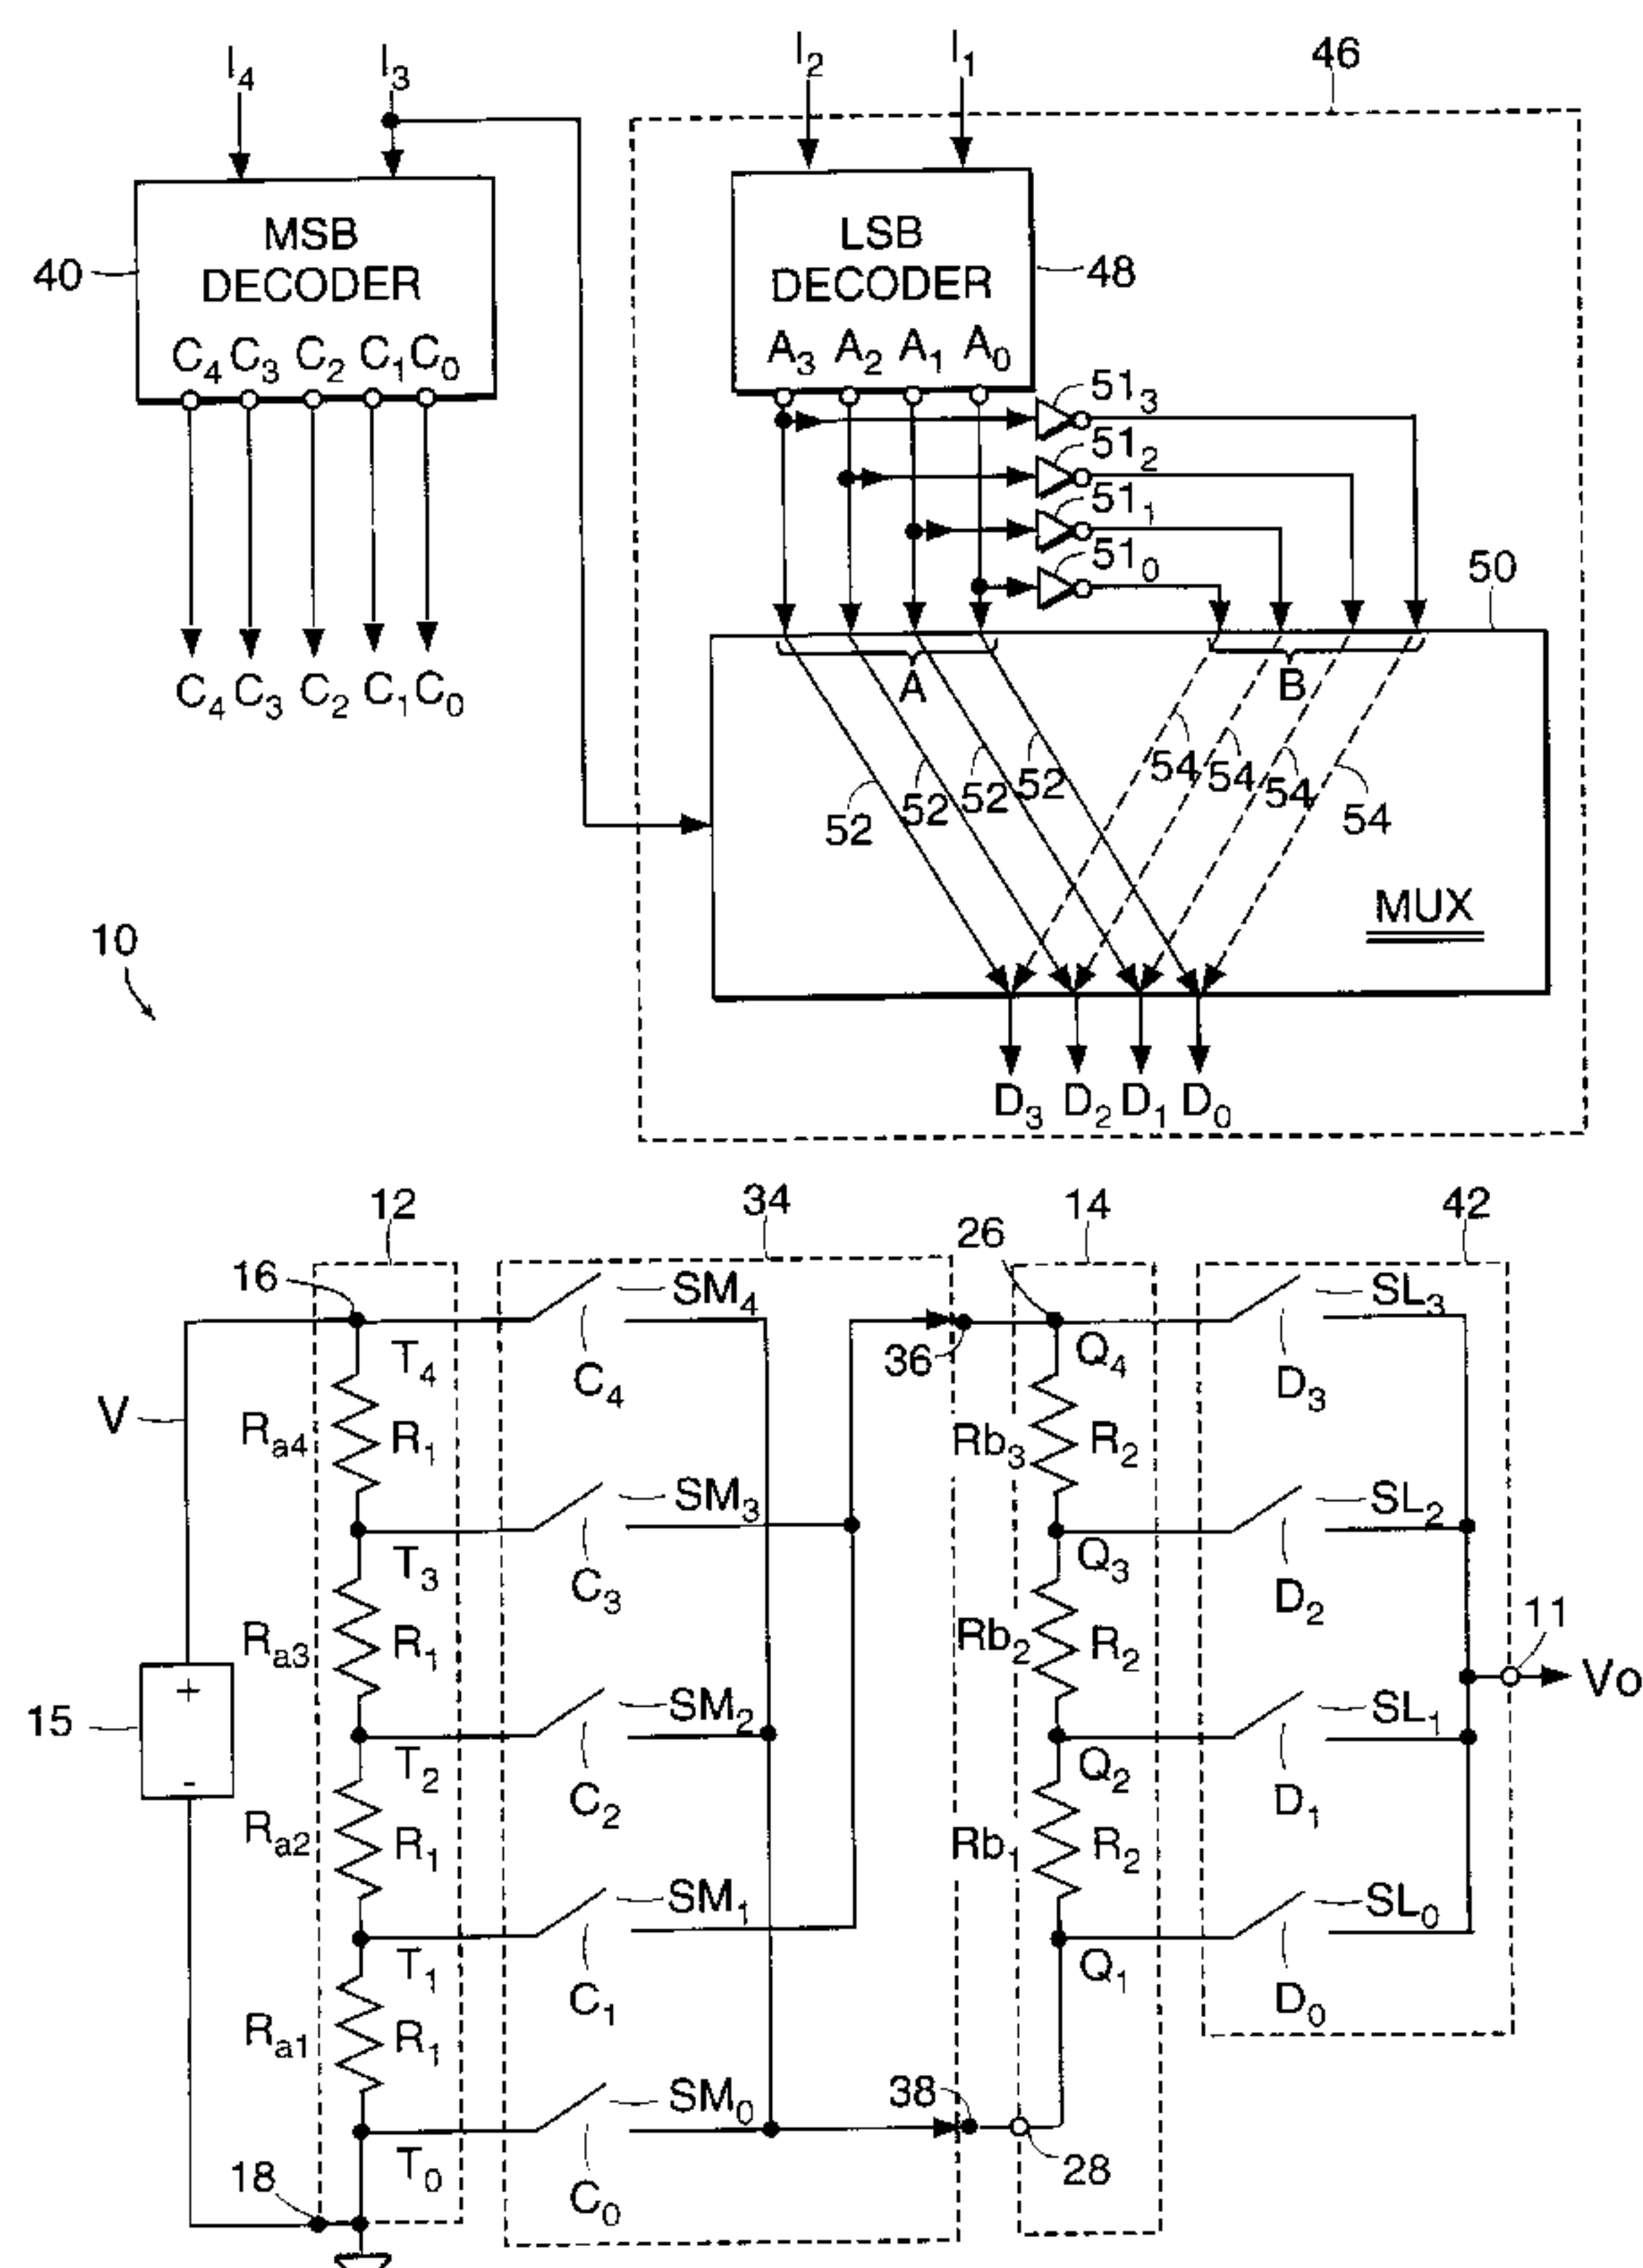 I₄ I₃ I₂ I₁ 46
MSB DECODER
40
C₄ C₃ C₂ C₁ C₀
LSB DECODER
48
A₃ A₂ A₁ A₀
51₃
51₂
51₁
51₀
50
C₄ C₃ C₂ C₁ C₀
A B
52 52 52 52 54 54 54 54
MUX
10
D₃ D₂ D₁ D₀
12 34 14 42
16 26
SM₄ SL₃
T₄ C₄ 36 Q₄ D₃
V
Ra4 R₁ Rb₃ R₂
SM₃ SL₂
T₃ C₃ Q₃ D₂
Ra3 R₁ Rb₂ R₂
11
Vo
+
15
-
SM₂ SL₁
T₂ C₂ Q₂ D₁
Ra2 R₁ Rb₁ R₂
SM₁ SL₀
T₁ C₁ Q₁ D₀
Ra1 R₁
SM₀ 38
T₀ C₀ 28
18